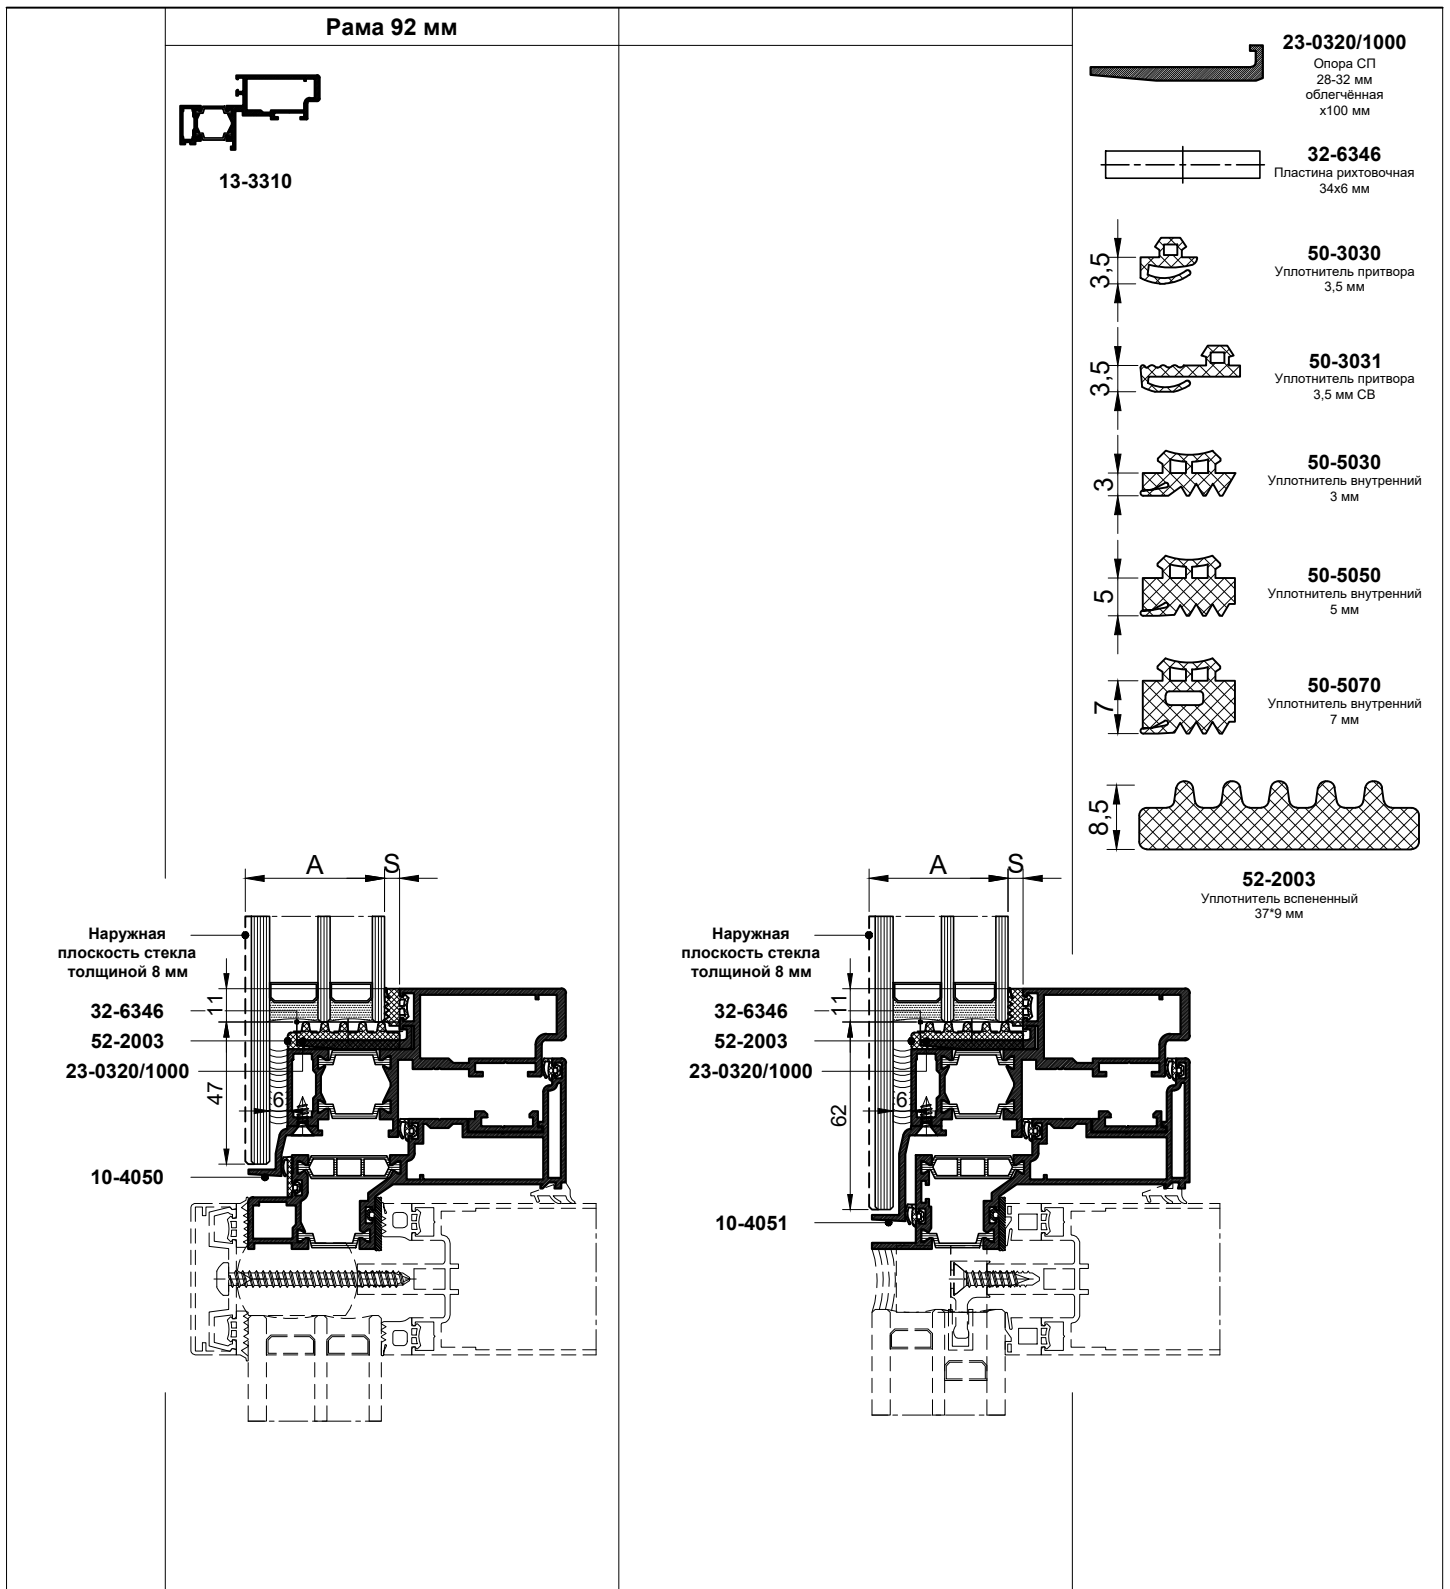 Рама 92 мм
13-3310
23-0320/1000
Опора СП
28-32 мм
облегчённая
х100 мм
32-6346
Пластина рихтовочная
34х6 мм
3,5
50-3030
Уплотнитель притвора
3,5 мм
3,5
50-3031
Уплотнитель притвора
3,5 мм СВ
3
50-5030
Уплотнитель внутренний
3 мм
5
50-5050
Уплотнитель внутренний
5 мм
7
50-5070
Уплотнитель внутренний
7 мм
8,5
52-2003
Уплотнитель вспененный
37*9 мм
A S
Наружная
плоскость стекла
толщиной 8 мм
11
32-6346
52-2003
23-0320/1000
47
6
10-4050
A S
Наружная
плоскость стекла
толщиной 8 мм
11
32-6346
52-2003
23-0320/1000
62
6
10-4051